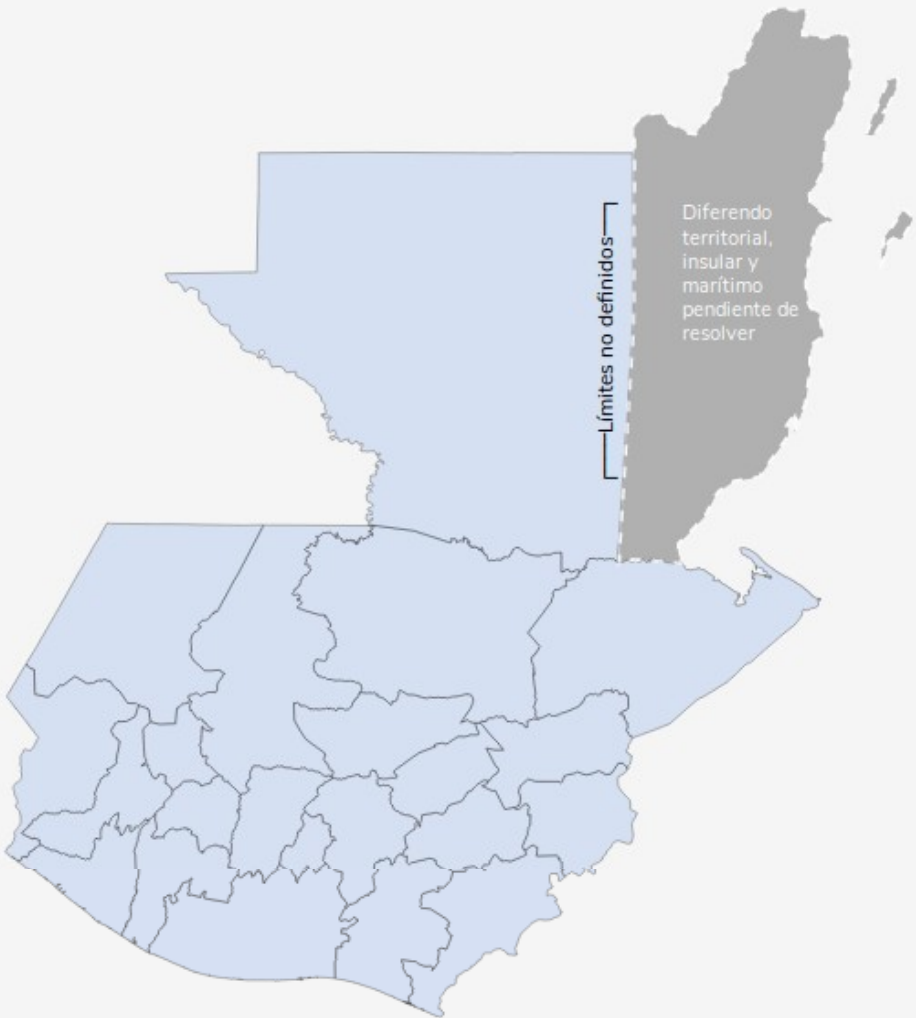 Límites no definidos
Diferendo
territorial,
insular y
marítimo
pendiente de
resolver